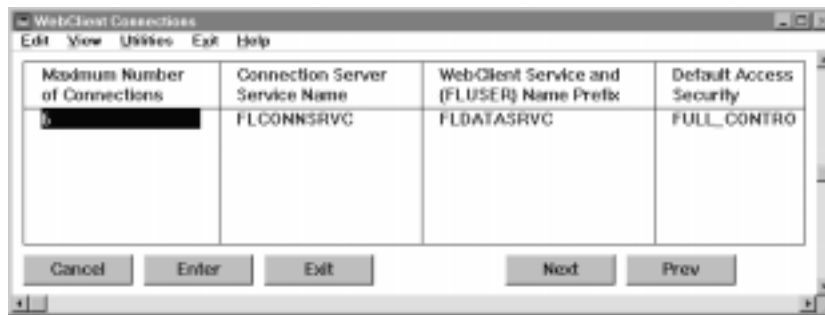 WebClient Connections
Edit View Utilities Exit Help
Maximum Number of Connections
Connection Server Service Name
WebClient Service and (FLUSER) Name Prefix
Default Access Security
FLCONNSRVC FLDATASRVC FULL_CONTRO
Cancel Enter Exit Next Prev